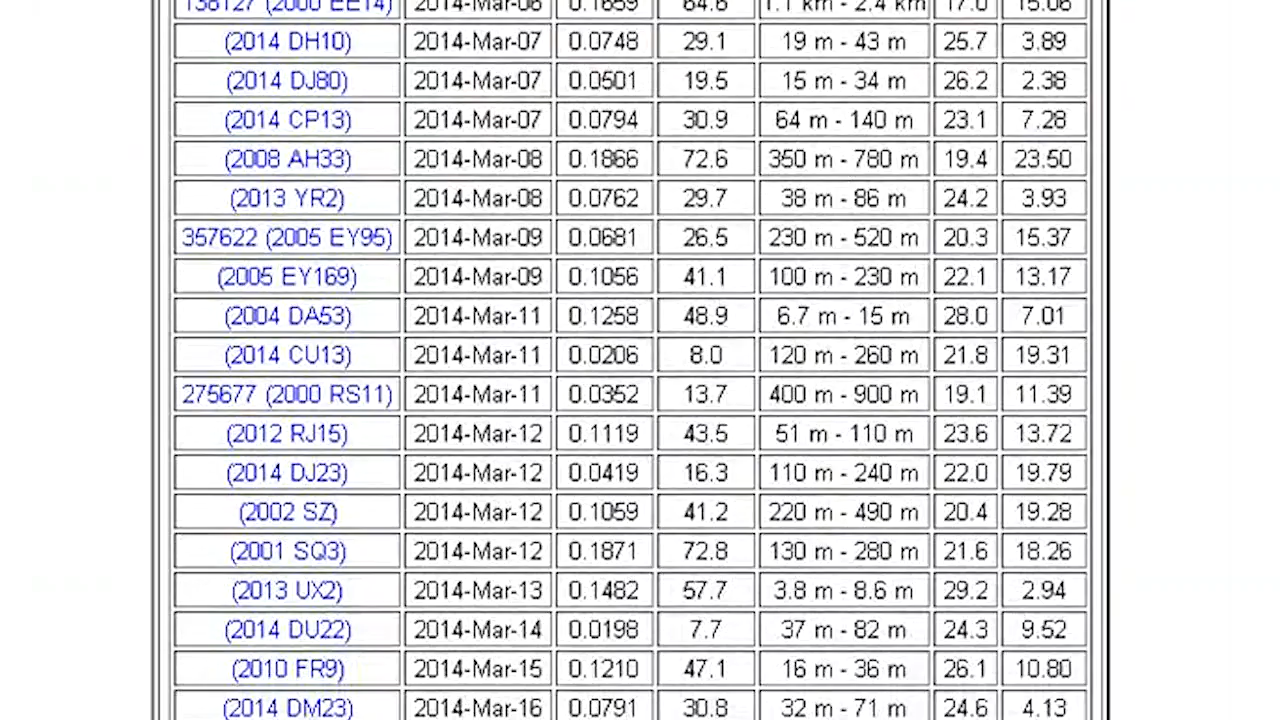 138127 (2000 EE14) 2014-Mar-06 0.1659 64.6 1.1 km - 2.4 km 17.0 15.06
(2014 DH10) 2014-Mar-07 0.0748 29.1 19 m - 43 m 25.7 3.89
(2014 DJ80) 2014-Mar-07 0.0501 19.5 15 m - 34 m 26.2 2.38
(2014 CP13) 2014-Mar-07 0.0794 30.9 64 m - 140 m 23.1 7.28
(2008 AH33) 2014-Mar-08 0.1866 72.6 350 m - 780 m 19.4 23.50
(2013 YR2) 2014-Mar-08 0.0762 29.7 38 m - 86 m 24.2 3.93
357622 (2005 EY95) 2014-Mar-09 0.0681 26.5 230 m - 520 m 20.3 15.37
(2005 EY169) 2014-Mar-09 0.1056 41.1 100 m - 230 m 22.1 13.17
(2004 DA53) 2014-Mar-11 0.1258 48.9 6.7 m - 15 m 28.0 7.01
(2014 CU13) 2014-Mar-11 0.0206 8.0 120 m - 260 m 21.8 19.31
275677 (2000 RS11) 2014-Mar-11 0.0352 13.7 400 m - 900 m 19.1 11.39
(2012 RJ15) 2014-Mar-12 0.1119 43.5 51 m - 110 m 23.6 13.72
(2014 DJ23) 2014-Mar-12 0.0419 16.3 110 m - 240 m 22.0 19.79
(2002 SZ) 2014-Mar-12 0.1059 41.2 220 m - 490 m 20.4 19.28
(2001 SQ3) 2014-Mar-12 0.1871 72.8 130 m - 280 m 21.6 18.26
(2013 UX2) 2014-Mar-13 0.1482 57.7 3.8 m - 8.6 m 29.2 2.94
(2014 DU22) 2014-Mar-14 0.0198 7.7 37 m - 82 m 24.3 9.52
(2010 FR9) 2014-Mar-15 0.1210 47.1 16 m - 36 m 26.1 10.80
(2014 DM23) 2014-Mar-16 0.0791 30.8 32 m - 71 m 24.6 4.13